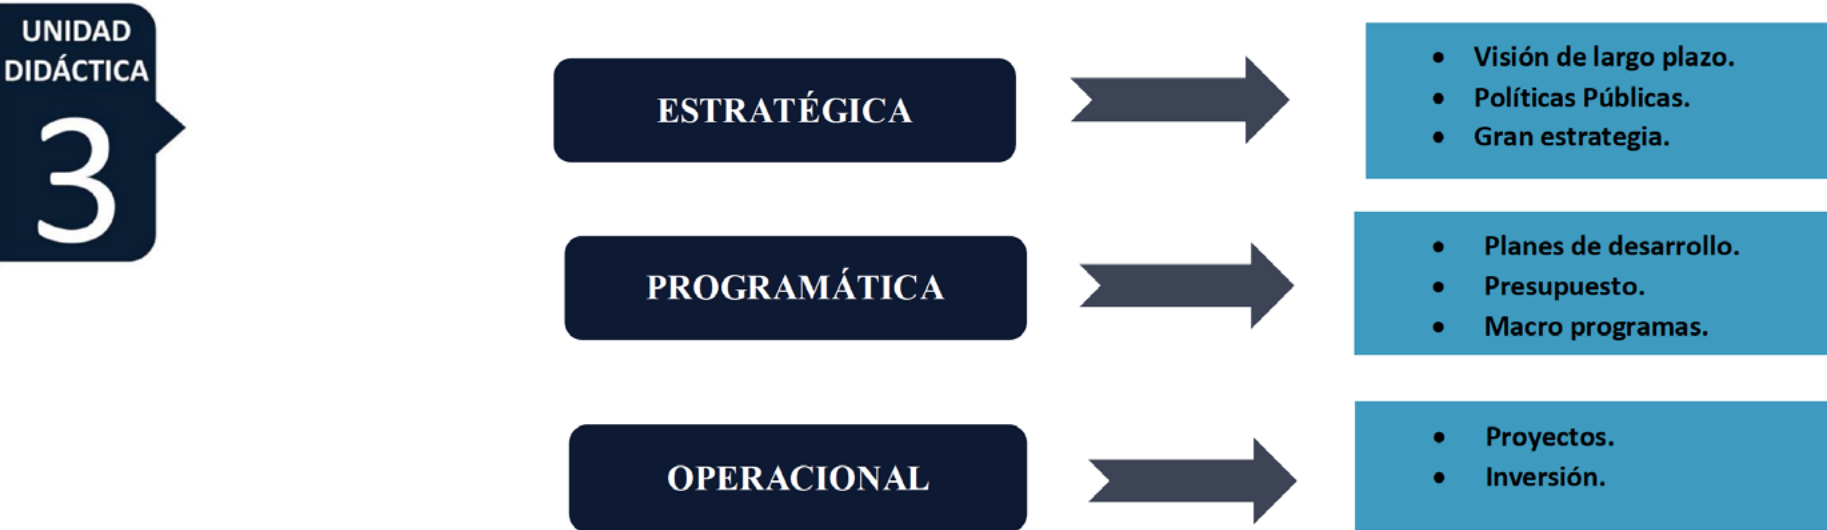 UNIDAD
DIDÁCTICA
3
ESTRATÉGICA
• Visión de largo plazo.
• Políticas Públicas.
• Gran estrategia.
PROGRAMÁTICA
• Planes de desarrollo.
• Presupuesto.
• Macro programas.
OPERACIONAL
• Proyectos.
• Inversión.